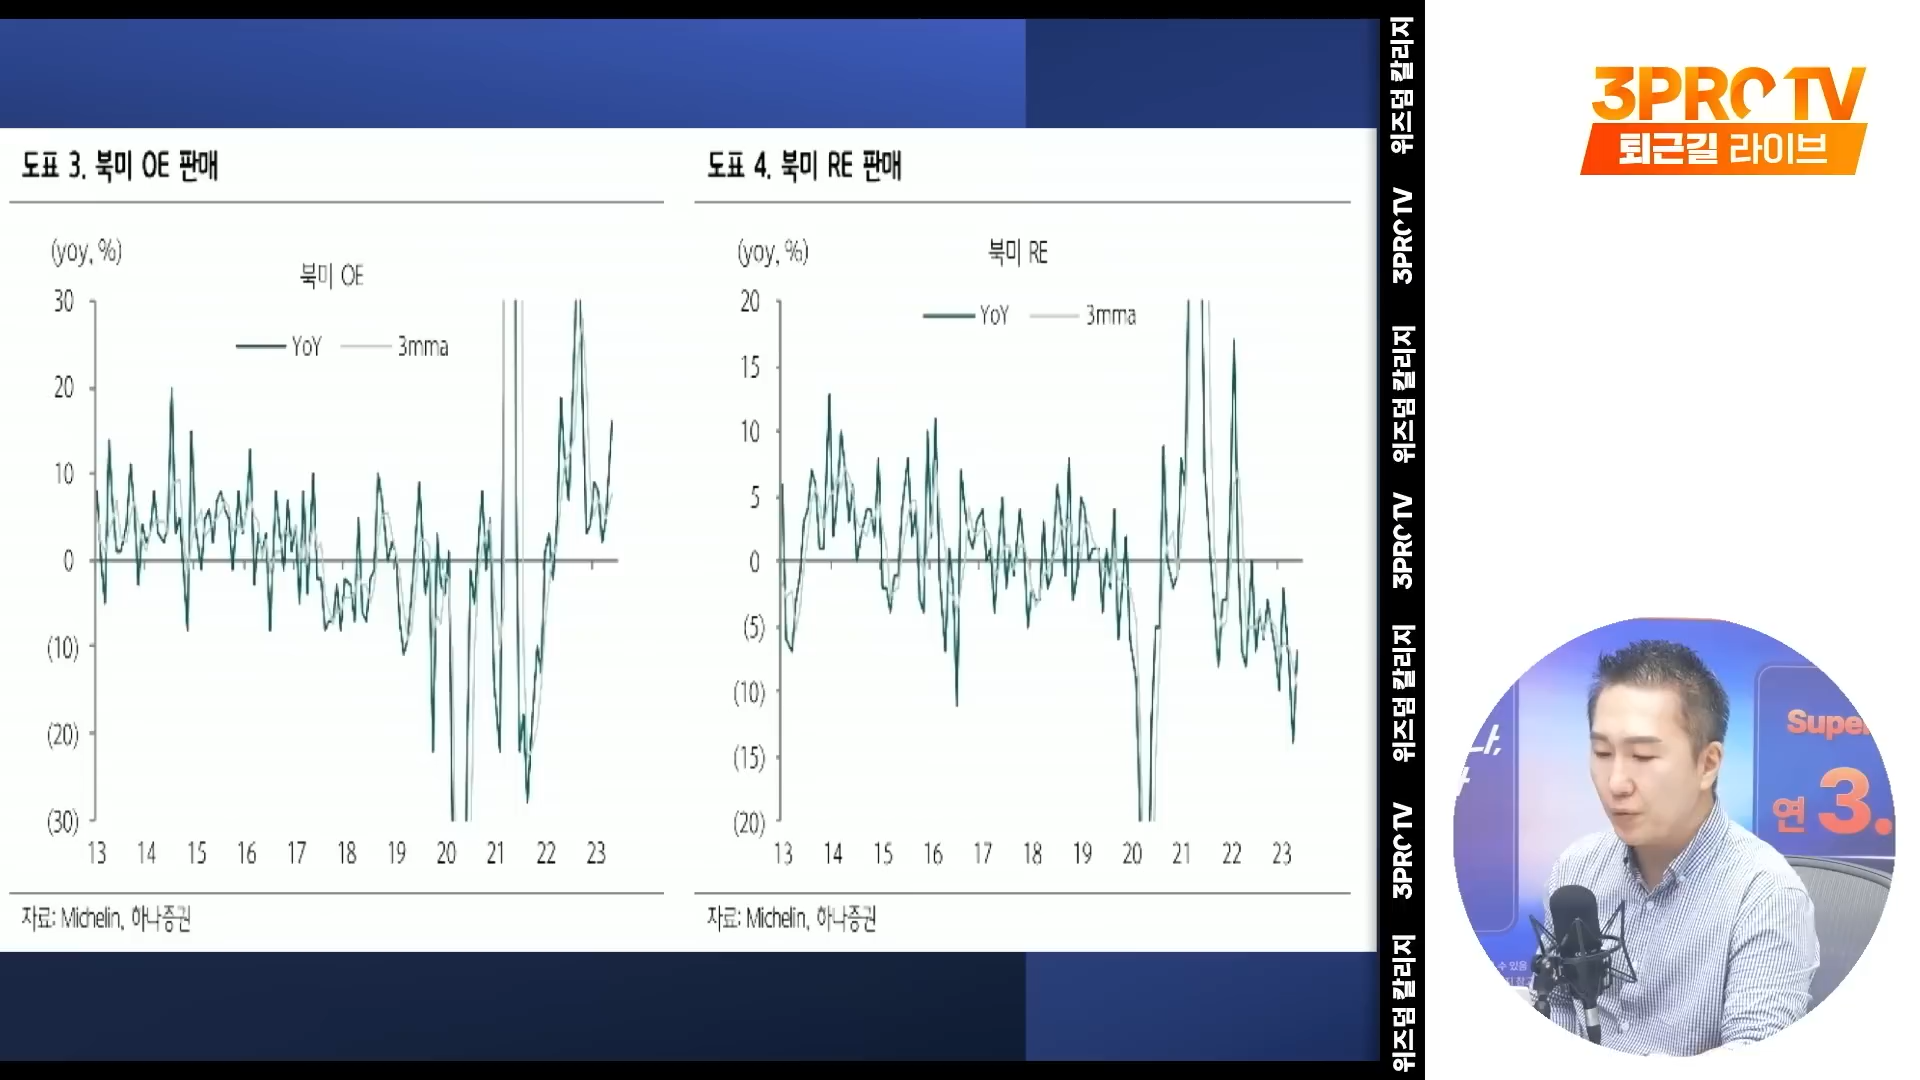 도표 3. 북미 OE 판매
(yoy, %)
북미 OE
YoY
3mma
30
20
10
0
(10)
(20)
(30)
13 14 15 16 17 18 19 20 21 22 23
자료: Michelin, 하나증권
도표 4. 북미 RE 판매
(yoy, %)
북미 RE
YoY
3mma
20
15
10
5
0
(5)
(10)
(15)
(20)
13 14 15 16 17 18 19 20 21 22 23
자료: Michelin, 하나증권
위즈덤 칼리지
3PROTV
위즈덤 칼리지
3PROTV
위즈덤 칼리지
3PROTV
위즈덤 칼리지
3PROTV
퇴근길 라이브
Supe
연 3.